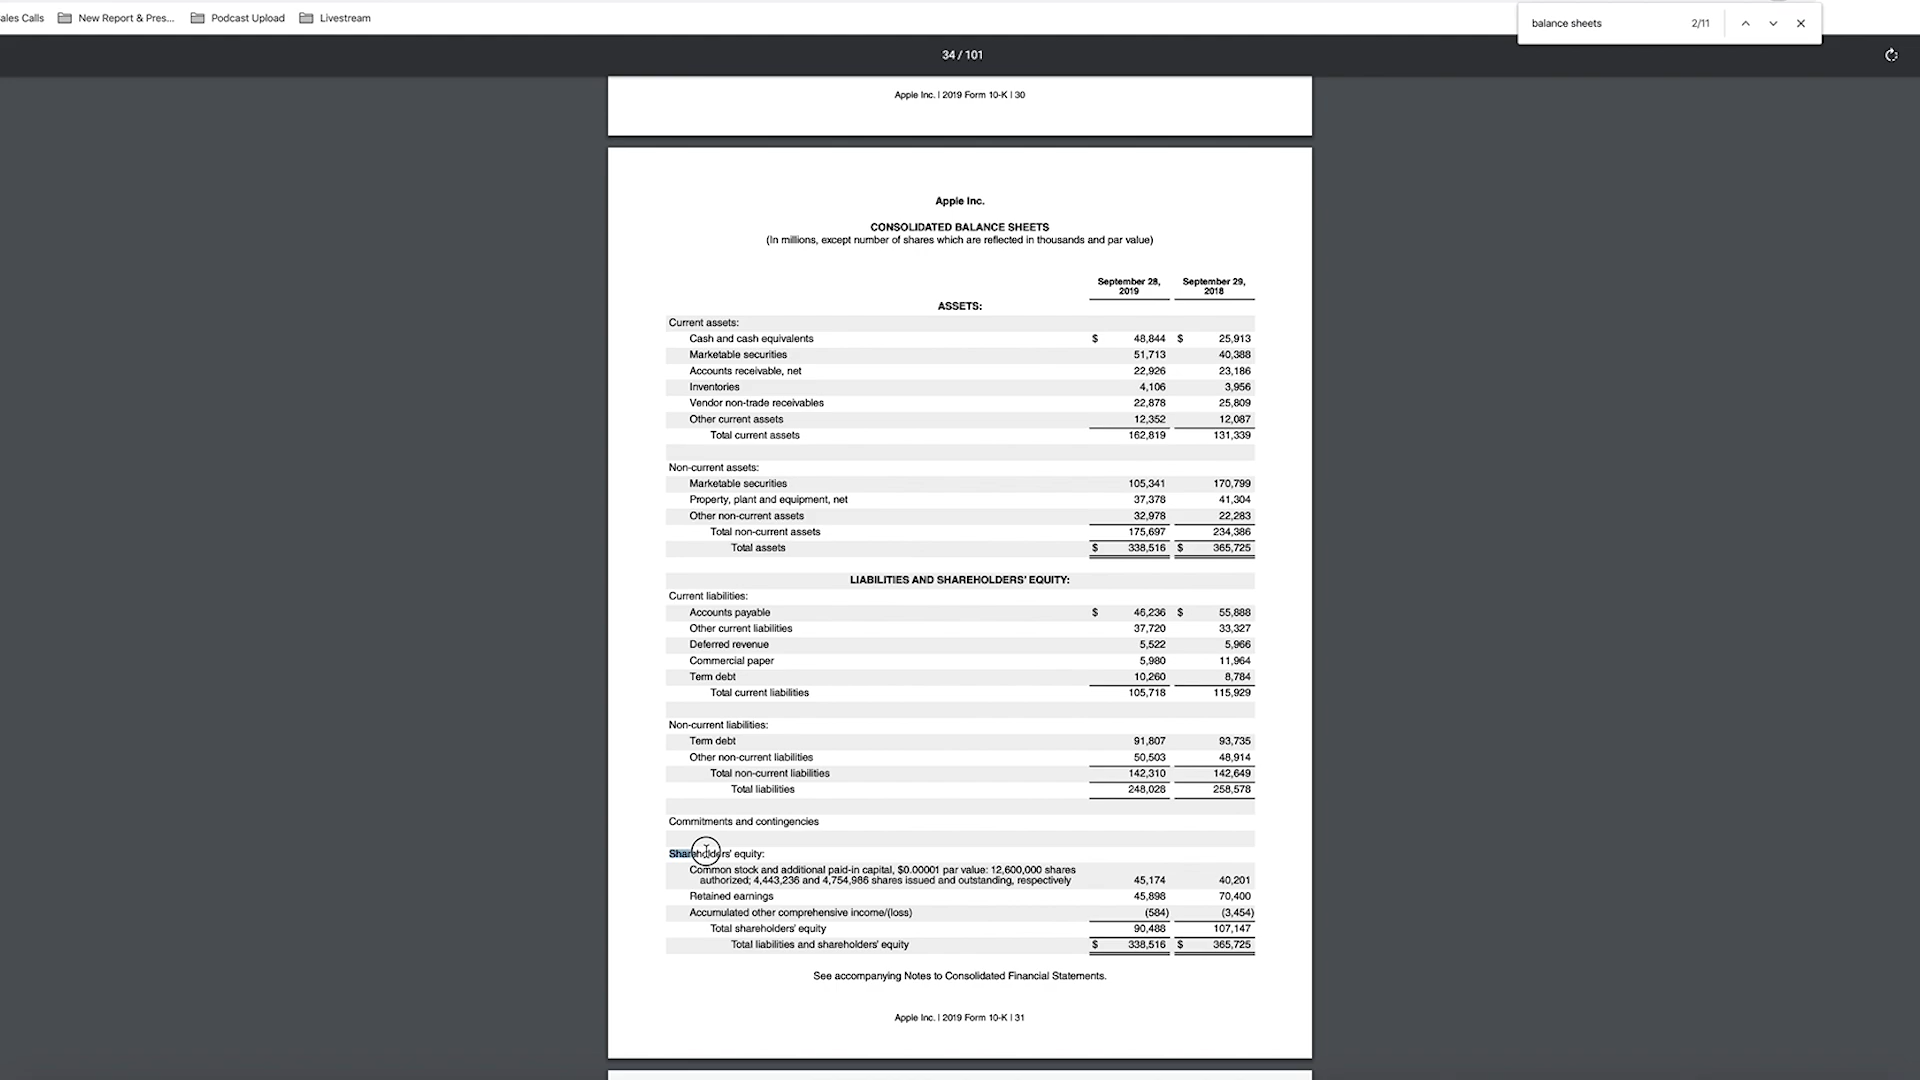 ales Calls New Report & Pres... Podcast Upload Livestream
balance sheets 2/11
34 / 101
Apple Inc. | 2019 Form 10-K | 30
Apple Inc.
CONSOLIDATED BALANCE SHEETS
(In millions, except number of shares which are reflected in thousands and par value)
September 28, 2019 September 29, 2018
ASSETS:
Current assets:
Cash and cash equivalents $ 48,844 $ 25,913
Marketable securities 51,713 40,388
Accounts receivable, net 22,926 23,186
Inventories 4,106 3,956
Vendor non-trade receivables 22,878 25,809
Other current assets 12,352 12,087
Total current assets 162,819 131,339
Non-current assets:
Marketable securities 105,341 170,799
Property, plant and equipment, net 37,378 41,304
Other non-current assets 32,978 22,283
Total non-current assets 175,697 234,386
Total assets $ 338,516 $ 365,725
LIABILITIES AND SHAREHOLDERS' EQUITY:
Current liabilities:
Accounts payable $ 46,236 $ 55,888
Other current liabilities 37,720 33,327
Deferred revenue 5,522 5,966
Commercial paper 5,980 11,964
Term debt 10,260 8,784
Total current liabilities 105,718 115,929
Non-current liabilities:
Term debt 91,807 93,735
Other non-current liabilities 50,503 48,914
Total non-current liabilities 142,310 142,649
Total liabilities 248,028 258,578
Commitments and contingencies
Shareholders' equity:
Common stock and additional paid-in capital, $0.00001 par value: 12,600,000 shares
authorized; 4,443,236 and 4,754,986 shares issued and outstanding, respectively 45,174 40,201
Retained earnings 45,898 70,400
Accumulated other comprehensive income/(loss) (584) (3,454)
Total shareholders' equity 90,488 107,147
Total liabilities and shareholders' equity $ 338,516 $ 365,725
See accompanying Notes to Consolidated Financial Statements.
Apple Inc. | 2019 Form 10-K | 31